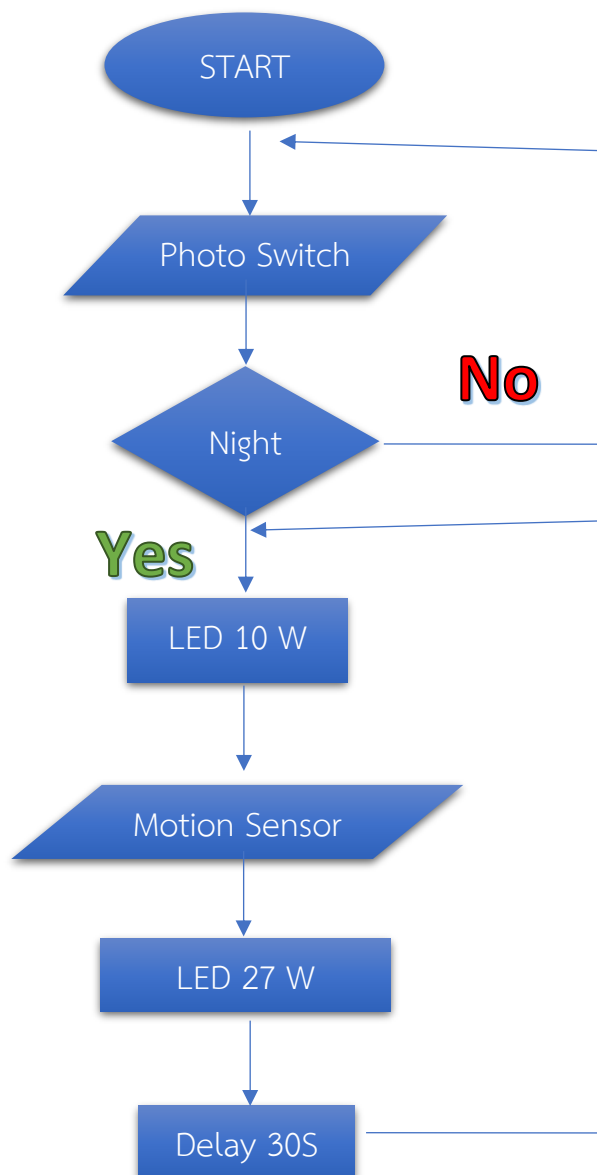 START
Photo Switch
No
Night
Yes
LED 10 W
Motion Sensor
LED 27 W
Delay 30S